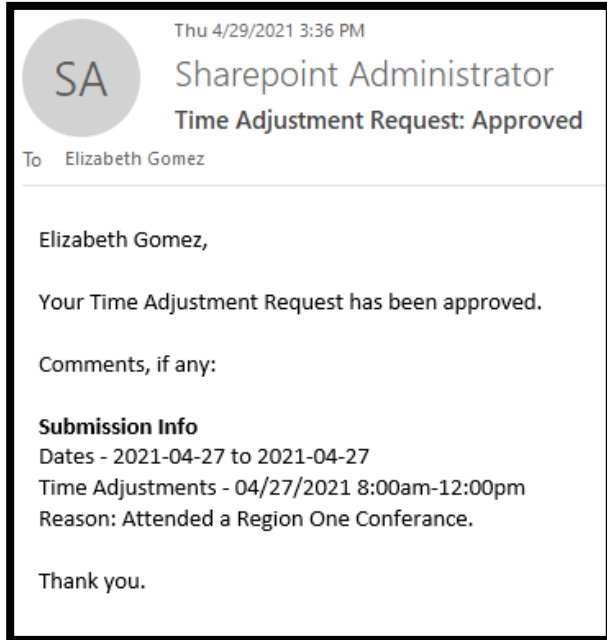 Thu 4/29/2021 3:36 PM
SA
Sharepoint Administrator
Time Adjustment Request: Approved
To Elizabeth Gomez
Elizabeth Gomez,
Your Time Adjustment Request has been approved.
Comments, if any:
Submission Info
Dates - 2021-04-27 to 2021-04-27
Time Adjustments - 04/27/2021 8:00am-12:00pm
Reason: Attended a Region One Conferance.
Thank you.